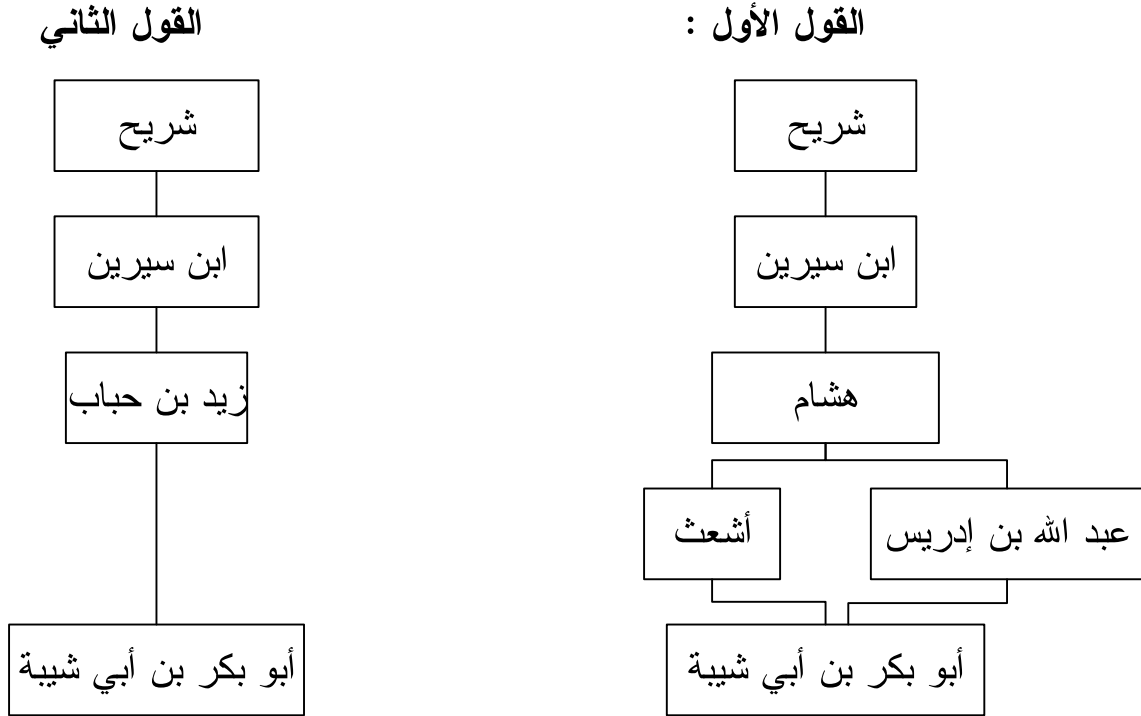 القول الأول :
شريح
ابن سيرين
هشام
عبد الله بن إدريس
أشعث
أبو بكر بن أبي شيبة
القول الثاني
شريح
ابن سيرين
زيد بن حباب
أبو بكر بن أبي شيبة